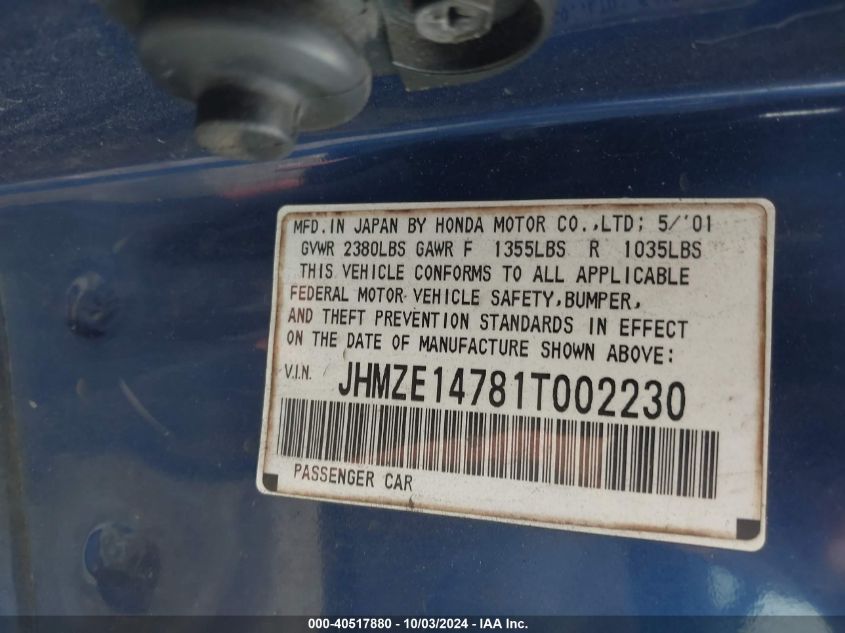 MFD. IN JAPAN BY HONDA MOTOR CO.,LTD; 5/'01
GVWR 2380LBS GAWR F 1355LBS R 1035LBS
THIS VEHICLE CONFORMS TO ALL APPLICABLE
FEDERAL MOTOR VEHICLE SAFETY, BUMPER,
AND THEFT PREVENTION STANDARDS IN EFFECT
ON THE DATE OF MANUFACTURE SHOWN ABOVE:
V.I.N. JHMZE14781T002230
PASSENGER CAR
000-40517880 - 10/03/2024 - IAA Inc.